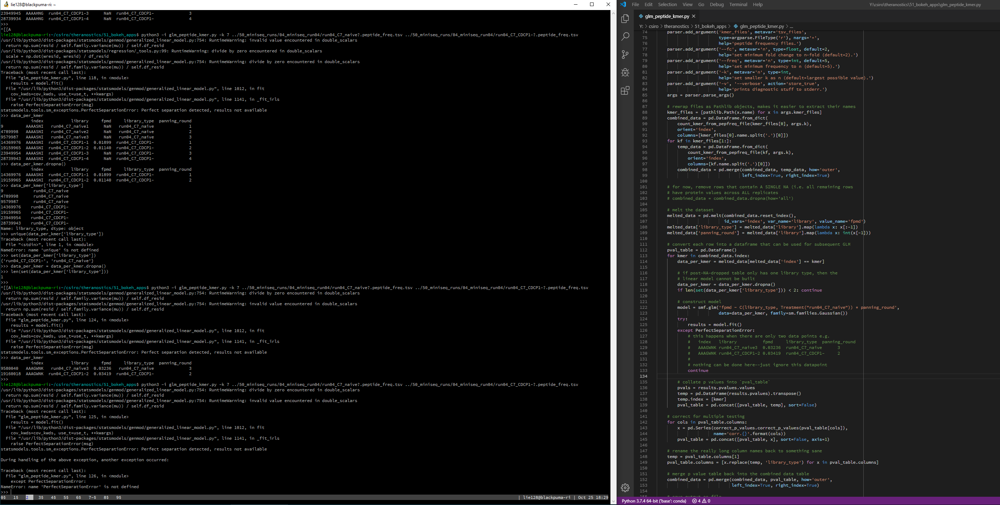 lie128@blackpuma-ri: ~
23949945  AAAAHNG  run04_C7_CDCP1-3      NaN  run04_C7_CDCP1-              3
28739934  AAAAHNG  run04_C7_CDCP1-4      NaN  run04_C7_CDCP1-              4
>>>
^[[A
lie128@blackpuma-ri:~/csiro/theranostics/51_bokeh_apps$ python3 -i glm_peptide_kmer.py -k 7 ../50_miniseq_runs/04_miniseq_run04/run04_C7_naive?.peptide_freq.tsv ../50_miniseq_runs/04_miniseq_run04/run04_C7_CDCP1-?.peptide_freq.tsv
/usr/lib/python3/dist-packages/statsmodels/genmod/generalized_linear_model.py:754: RuntimeWarning: invalid value encountered in double_scalars
  return np.sum(resid / self.family.variance(mu)) / self.df_resid
/usr/lib/python3/dist-packages/statsmodels/regression/_tools.py:99: RuntimeWarning: divide by zero encountered in double_scalars
  scale = np.dot(wresid, wresid) / df_resid
/usr/lib/python3/dist-packages/statsmodels/genmod/generalized_linear_model.py:754: RuntimeWarning: divide by zero encountered in double_scalars
  return np.sum(resid / self.family.variance(mu)) / self.df_resid
Traceback (most recent call last):
  File "glm_peptide_kmer.py", line 118, in <module>
    results = model.fit()
  File "/usr/lib/python3/dist-packages/statsmodels/genmod/generalized_linear_model.py", line 1012, in fit
    cov_kwds=cov_kwds, use_t=use_t, **kwargs)
  File "/usr/lib/python3/dist-packages/statsmodels/genmod/generalized_linear_model.py", line 1141, in _fit_irls
    raise PerfectSeparationError(msg)
statsmodels.tools.sm_exceptions.PerfectSeparationError: Perfect separation detected, results not available
>>> data_per_kmer
            index           library     fpmd     library_type  panning_round
9         AAAASNI   run04_C7_naive1      NaN   run04_C7_naive              1
4789998   AAAASNI   run04_C7_naive2      NaN   run04_C7_naive              2
9579987   AAAASNI   run04_C7_naive3      NaN   run04_C7_naive              3
14369976  AAAASNI  run04_C7_CDCP1-1  0.01899  run04_C7_CDCP1-              1
19159965  AAAASNI  run04_C7_CDCP1-2  0.01140  run04_C7_CDCP1-              2
23949954  AAAASNI  run04_C7_CDCP1-3      NaN  run04_C7_CDCP1-              3
28739943  AAAASNI  run04_C7_CDCP1-4      NaN  run04_C7_CDCP1-              4
>>> data_per_kmer.dropna()
            index           library     fpmd     library_type  panning_round
14369976  AAAASNI  run04_C7_CDCP1-1  0.01899  run04_C7_CDCP1-              1
19159965  AAAASNI  run04_C7_CDCP1-2  0.01140  run04_C7_CDCP1-              2
>>> data_per_kmer['library_type']
9            run04_C7_naive
4789998      run04_C7_naive
9579987      run04_C7_naive
14369976    run04_C7_CDCP1-
19159965    run04_C7_CDCP1-
23949954    run04_C7_CDCP1-
28739943    run04_C7_CDCP1-
Name: library_type, dtype: object
>>> unique(data_per_kmer['library_type'])
Traceback (most recent call last):
  File "<stdin>", line 1, in <module>
NameError: name 'unique' is not defined
>>> set(data_per_kmer['library_type'])
{'run04_C7_CDCP1-', 'run04_C7_naive'}
>>> data_per_kmer = data_per_kmer.dropna()
>>> len(set(data_per_kmer['library_type']))
1
>>>
^[[Alie128@blackpuma-ri:~/csiro/theranostics/51_bokeh_apps$ python3 -i glm_peptide_kmer.py -k 7 ../50_miniseq_runs/04_miniseq_run04/run04_C7_naive?.peptide_freq.tsv ../50_miniseq_runs/04_miniseq_run04/run04_C7_CDCP1-?.peptide_freq.tsv
/usr/lib/python3/dist-packages/statsmodels/genmod/generalized_linear_model.py:754: RuntimeWarning: divide by zero encountered in double_scalars
  return np.sum(resid / self.family.variance(mu)) / self.df_resid
/usr/lib/python3/dist-packages/statsmodels/genmod/generalized_linear_model.py:754: RuntimeWarning: invalid value encountered in double_scalars
  return np.sum(resid / self.family.variance(mu)) / self.df_resid
Traceback (most recent call last):
  File "glm_peptide_kmer.py", line 124, in <module>
    results = model.fit()
  File "/usr/lib/python3/dist-packages/statsmodels/genmod/generalized_linear_model.py", line 1012, in fit
    cov_kwds=cov_kwds, use_t=use_t, **kwargs)
  File "/usr/lib/python3/dist-packages/statsmodels/genmod/generalized_linear_model.py", line 1141, in _fit_irls
    raise PerfectSeparationError(msg)
statsmodels.tools.sm_exceptions.PerfectSeparationError: Perfect separation detected, results not available
>>> data_per_kmer
            index           library     fpmd     library_type  panning_round
9580040   AAAGWNK   run04_C7_naive3  0.03236   run04_C7_naive              3
19160018  AAAGWNK  run04_C7_CDCP1-2  0.03419  run04_C7_CDCP1-              2
>>>
lie128@blackpuma-ri:~/csiro/theranostics/51_bokeh_apps$ python3 -i glm_peptide_kmer.py -k 7 ../50_miniseq_runs/04_miniseq_run04/run04_C7_naive?.peptide_freq.tsv ../50_miniseq_runs/04_miniseq_run04/run04_C7_CDCP1-?.peptide_freq.tsv
/usr/lib/python3/dist-packages/statsmodels/genmod/generalized_linear_model.py:754: RuntimeWarning: divide by zero encountered in double_scalars
  return np.sum(resid / self.family.variance(mu)) / self.df_resid
/usr/lib/python3/dist-packages/statsmodels/genmod/generalized_linear_model.py:754: RuntimeWarning: invalid value encountered in double_scalars
  return np.sum(resid / self.family.variance(mu)) / self.df_resid
Traceback (most recent call last):
  File "glm_peptide_kmer.py", line 125, in <module>
    results = model.fit()
  File "/usr/lib/python3/dist-packages/statsmodels/genmod/generalized_linear_model.py", line 1012, in fit
    cov_kwds=cov_kwds, use_t=use_t, **kwargs)
  File "/usr/lib/python3/dist-packages/statsmodels/genmod/generalized_linear_model.py", line 1141, in _fit_irls
    raise PerfectSeparationError(msg)
statsmodels.tools.sm_exceptions.PerfectSeparationError: Perfect separation detected, results not available
During handling of the above exception, another exception occurred:
Traceback (most recent call last):
  File "glm_peptide_kmer.py", line 126, in <module>
    except PerfectSeparationError:
NameError: name 'PerfectSeparationError' is not defined
>>>
0$  1$  2  3$  4$  5$  6$  7-$  8$  9$ | lie128@blackpuma-ri | Oct 25 18:29
File Edit Selection View Go Debug Terminal Help Y:\csiro\theranostics\51_bokeh_apps\glm_peptide_kmer.py
glm_peptide_kmer.py
Y: > csiro > theranostics > 51_bokeh_apps > glm_peptide_kmer.py > ...
74 parser.add_argument('kmer_files', metavar='tsv_files',
75                     type=argparse.FileType('r'), nargs='+',
76                     help='peptide frequency files.')
77 parser.add_argument('--fc', metavar='n', type=float, default=2,
78                     help='set minimum fold change to n-fold (default=2).')
79 parser.add_argument('--freq', metavar='n', type=int, default=5,
80                     help='set minimum frequency to n (default=5).')
81 parser.add_argument('-k', metavar='n', type=int,
82                     help='set smaller k as n (default=largest possible value).')
83 parser.add_argument('-v', '--verbose', action='store_true',
84                     help='prints diagnostic stuff to stderr.')
85 args = parser.parse_args()
86
87 # rewrap files as Pathlib objects, makes it easier to extract their names
88 kmer_files = [pathlib.Path(x.name) for x in args.kmer_files]
89 combined_data = pd.DataFrame.from_dict(
90     count_kmer_from_pepfreq_file(kmer_files[0], args.k),
91     orient='index',
92     columns=[kmer_files[0].name.split('.')[0]])
93 for kf in kmer_files[1:]:
94     temp_data = pd.DataFrame.from_dict(
95         count_kmer_from_pepfreq_file(kf, args.k),
96         orient='index',
97         columns=[kf.name.split('.')[0]])
98     combined_data = pd.merge(combined_data, temp_data, how='outer',
99                              left_index=True, right_index=True)
100
101 # for now, remove rows that contain A SINGLE NA (i.e. all remaining rows
102 # have protein values across ALL replicates
103 # combined_data = combined_data.dropna(how='all')
104
105 # melt the dataset
106 melted_data = pd.melt(combined_data.reset_index(),
107                       id_vars='index', var_name='library', value_name='fpmd')
108 melted_data['library_type'] = melted_data['library'].map(lambda x: x[:-1])
109 melted_data['panning_round'] = melted_data['library'].map(lambda x: int(x[-1]))
110
111 # convert each row into a dataframe that can be used for subsequent GLM
112 pval_table = pd.DataFrame()
113 for kmer in combined_data.index:
114     data_per_kmer = melted_data[melted_data['index'] == kmer]
115
116     # if post-NA-dropped table only has one library type, then the
117     # linear model cannot be built
118     data_per_kmer = data_per_kmer.dropna()
119     if len(set(data_per_kmer['library_type'])) < 2: continue
120
121     # construct model
122     model = smf.glm('fpmd ~ C(library_type, Treatment("run04_C7_naive")) * panning_round',
123                     data=data_per_kmer, family=sm.families.Gaussian())
124     try:
125         results = model.fit()
126     except PerfectSeparationError:
127         # this happens when there are only two data points e.g.
128         #   index   library          fpmd     library_type  panning_round
129         #   AAAGWNK run04_C7_naive3  0.03236  run04_C7_naive      3
130         #   AAAGWNK run04_C7_CDCP1-2 0.03419  run04_C7_CDCP1-     2
131         #
132         # nothing can be done here--just ignore this datapoint
133         continue
134
135     # collate p values into `pval_table`
136     pvals = results.pvalues.values
137     temp = pd.DataFrame(results.pvalues).transpose()
138     temp.index = [kmer]
139     pval_table = pd.concat([pval_table, temp], sort=False)
140
141 # correct for multiple testing
142 for cols in pval_table.columns:
143     x = pd.Series(correct_p_values.correct_p_values(pval_table[cols]),
144                   name='corr.{}'.format(cols))
145     pval_table = pd.concat([pval_table, x], sort=False, axis=1)
146
147 # rename the really long column names back to something sane
148 temp = pval_table.columns[1]
149 pval_table.columns = [x.replace(temp, 'library_type') for x in pval_table.columns]
150
151 # merge p value table back into the combined data table
152 combined_data = pd.merge(combined_data, pval_table, how='outer',
153                          left_index=True, right_index=True)
154
155 # save output as file
Python 3.7.4 64-bit ('base': conda) 4 0